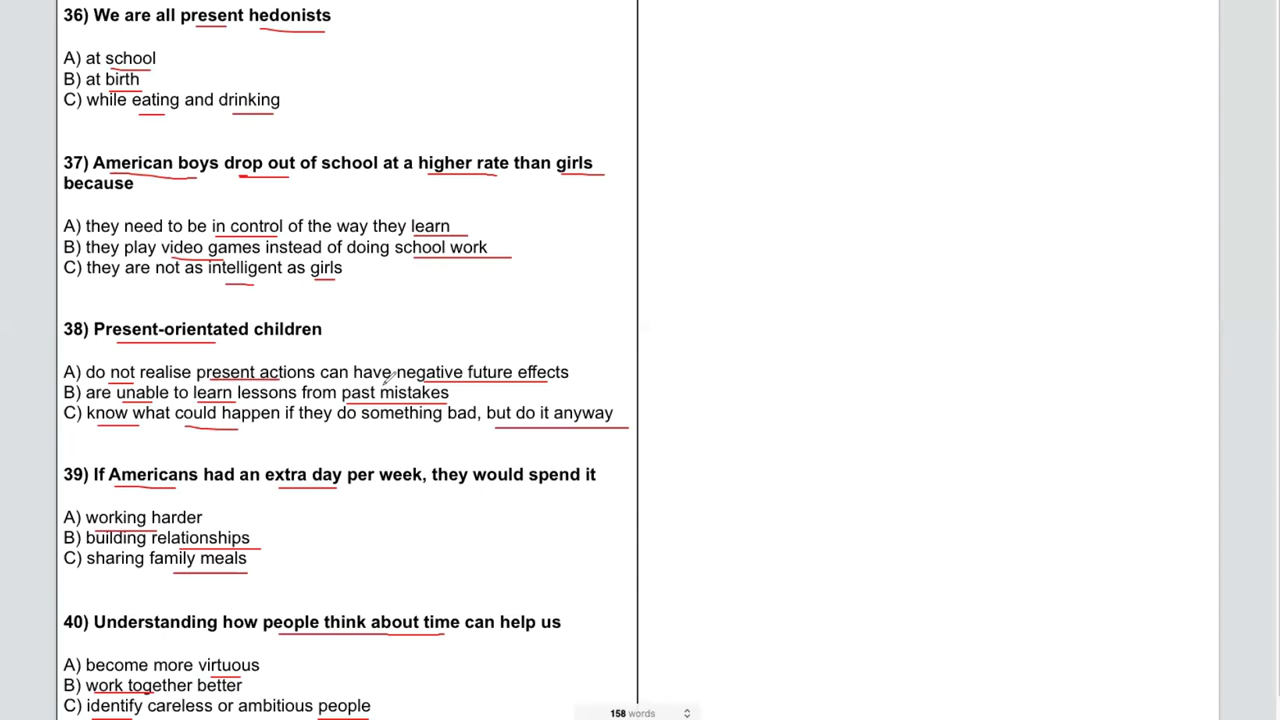 36) We are all present hedonists
A) at school
B) at birth
C) while eating and drinking
37) American boys drop out of school at a higher rate than girls
because
A) they need to be in control of the way they learn
B) they play video games instead of doing school work
C) they are not as intelligent as girls
38) Present-orientated children
A) do not realise present actions can have negative future effects
B) are unable to learn lessons from past mistakes
C) know what could happen if they do something bad, but do it anyway
39) If Americans had an extra day per week, they would spend it
A) working harder
B) building relationships
C) sharing family meals
40) Understanding how people think about time can help us
A) become more virtuous
B) work together better
C) identify careless or ambitious people
158 words